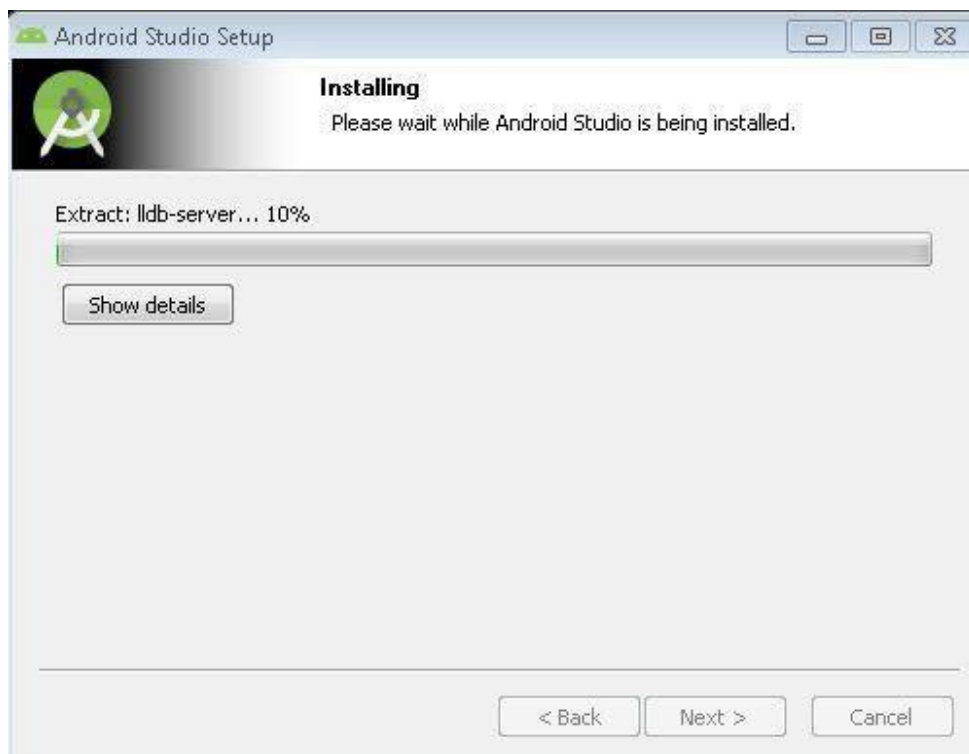 Android Studio Setup
Installing
Please wait while Android Studio is being installed.
Extract: lldb-server... 10%
Show details
< Back
Next >
Cancel